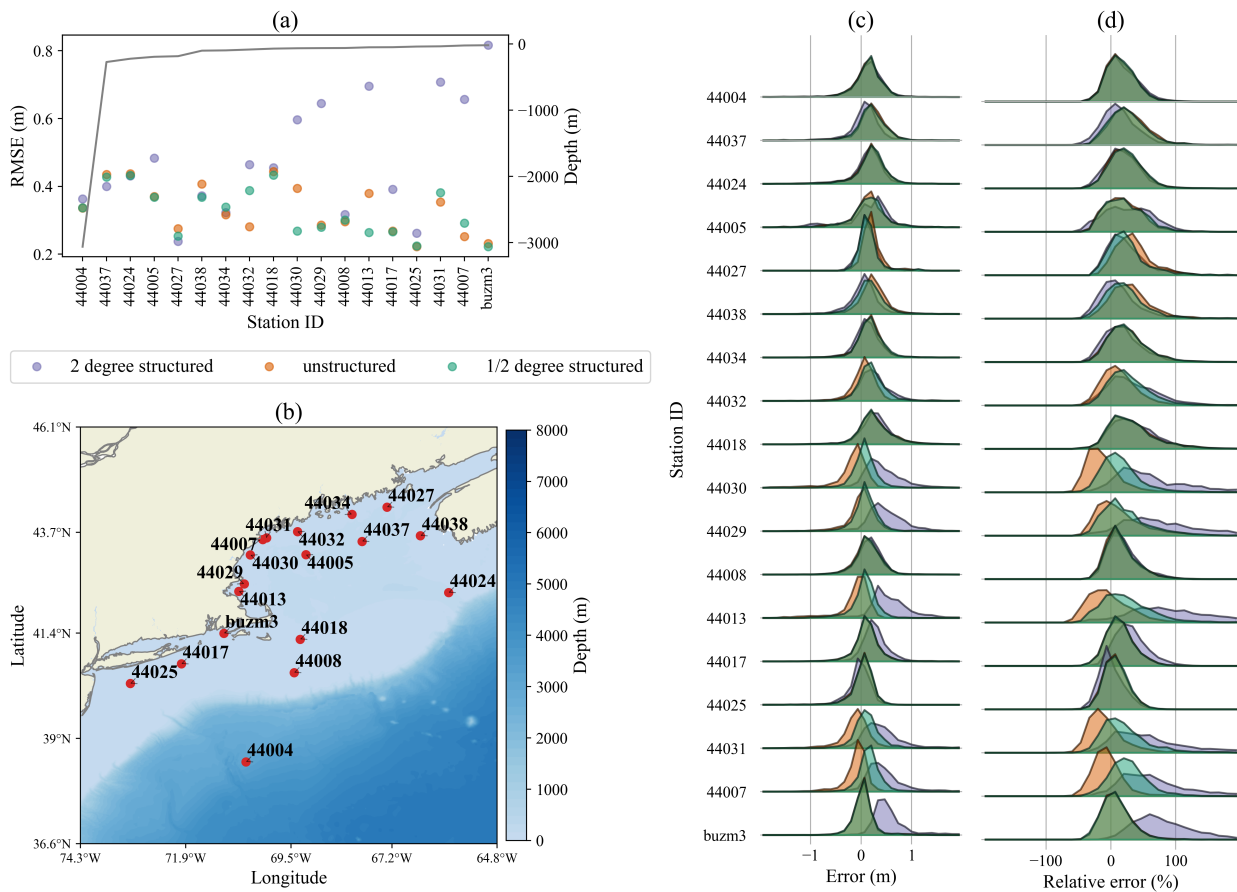 (a)
RMSE (m)
0.8
0.6
0.4
0.2
0
−1000
−2000
−3000
Depth (m)
44004
44037
44024
44005
44027
44038
44034
44032
44018
44030
44029
44008
44013
44017
44025
44031
44007
buzm3
Station ID
2 degree structured
unstructured
1/2 degree structured
(b)
Latitude
46.1°N
43.7°N
41.4°N
39°N
36.6°N
44027
44034
44038
44031
44037
44007
44032
44030
44005
44029
44024
44013
buzm3
44018
44017
44008
44025
44004
74.3°W
71.9°W
69.5°W
67.2°W
64.8°W
Longitude
8000
7000
6000
5000
4000
3000
2000
1000
0
Depth (m)
(c)
(d)
Station ID
44004
44037
44024
44005
44027
44038
44034
44032
44018
44030
44029
44008
44013
44017
44025
44031
44007
buzm3
−1
0
1
Error (m)
−100
0
100
Relative error (%)